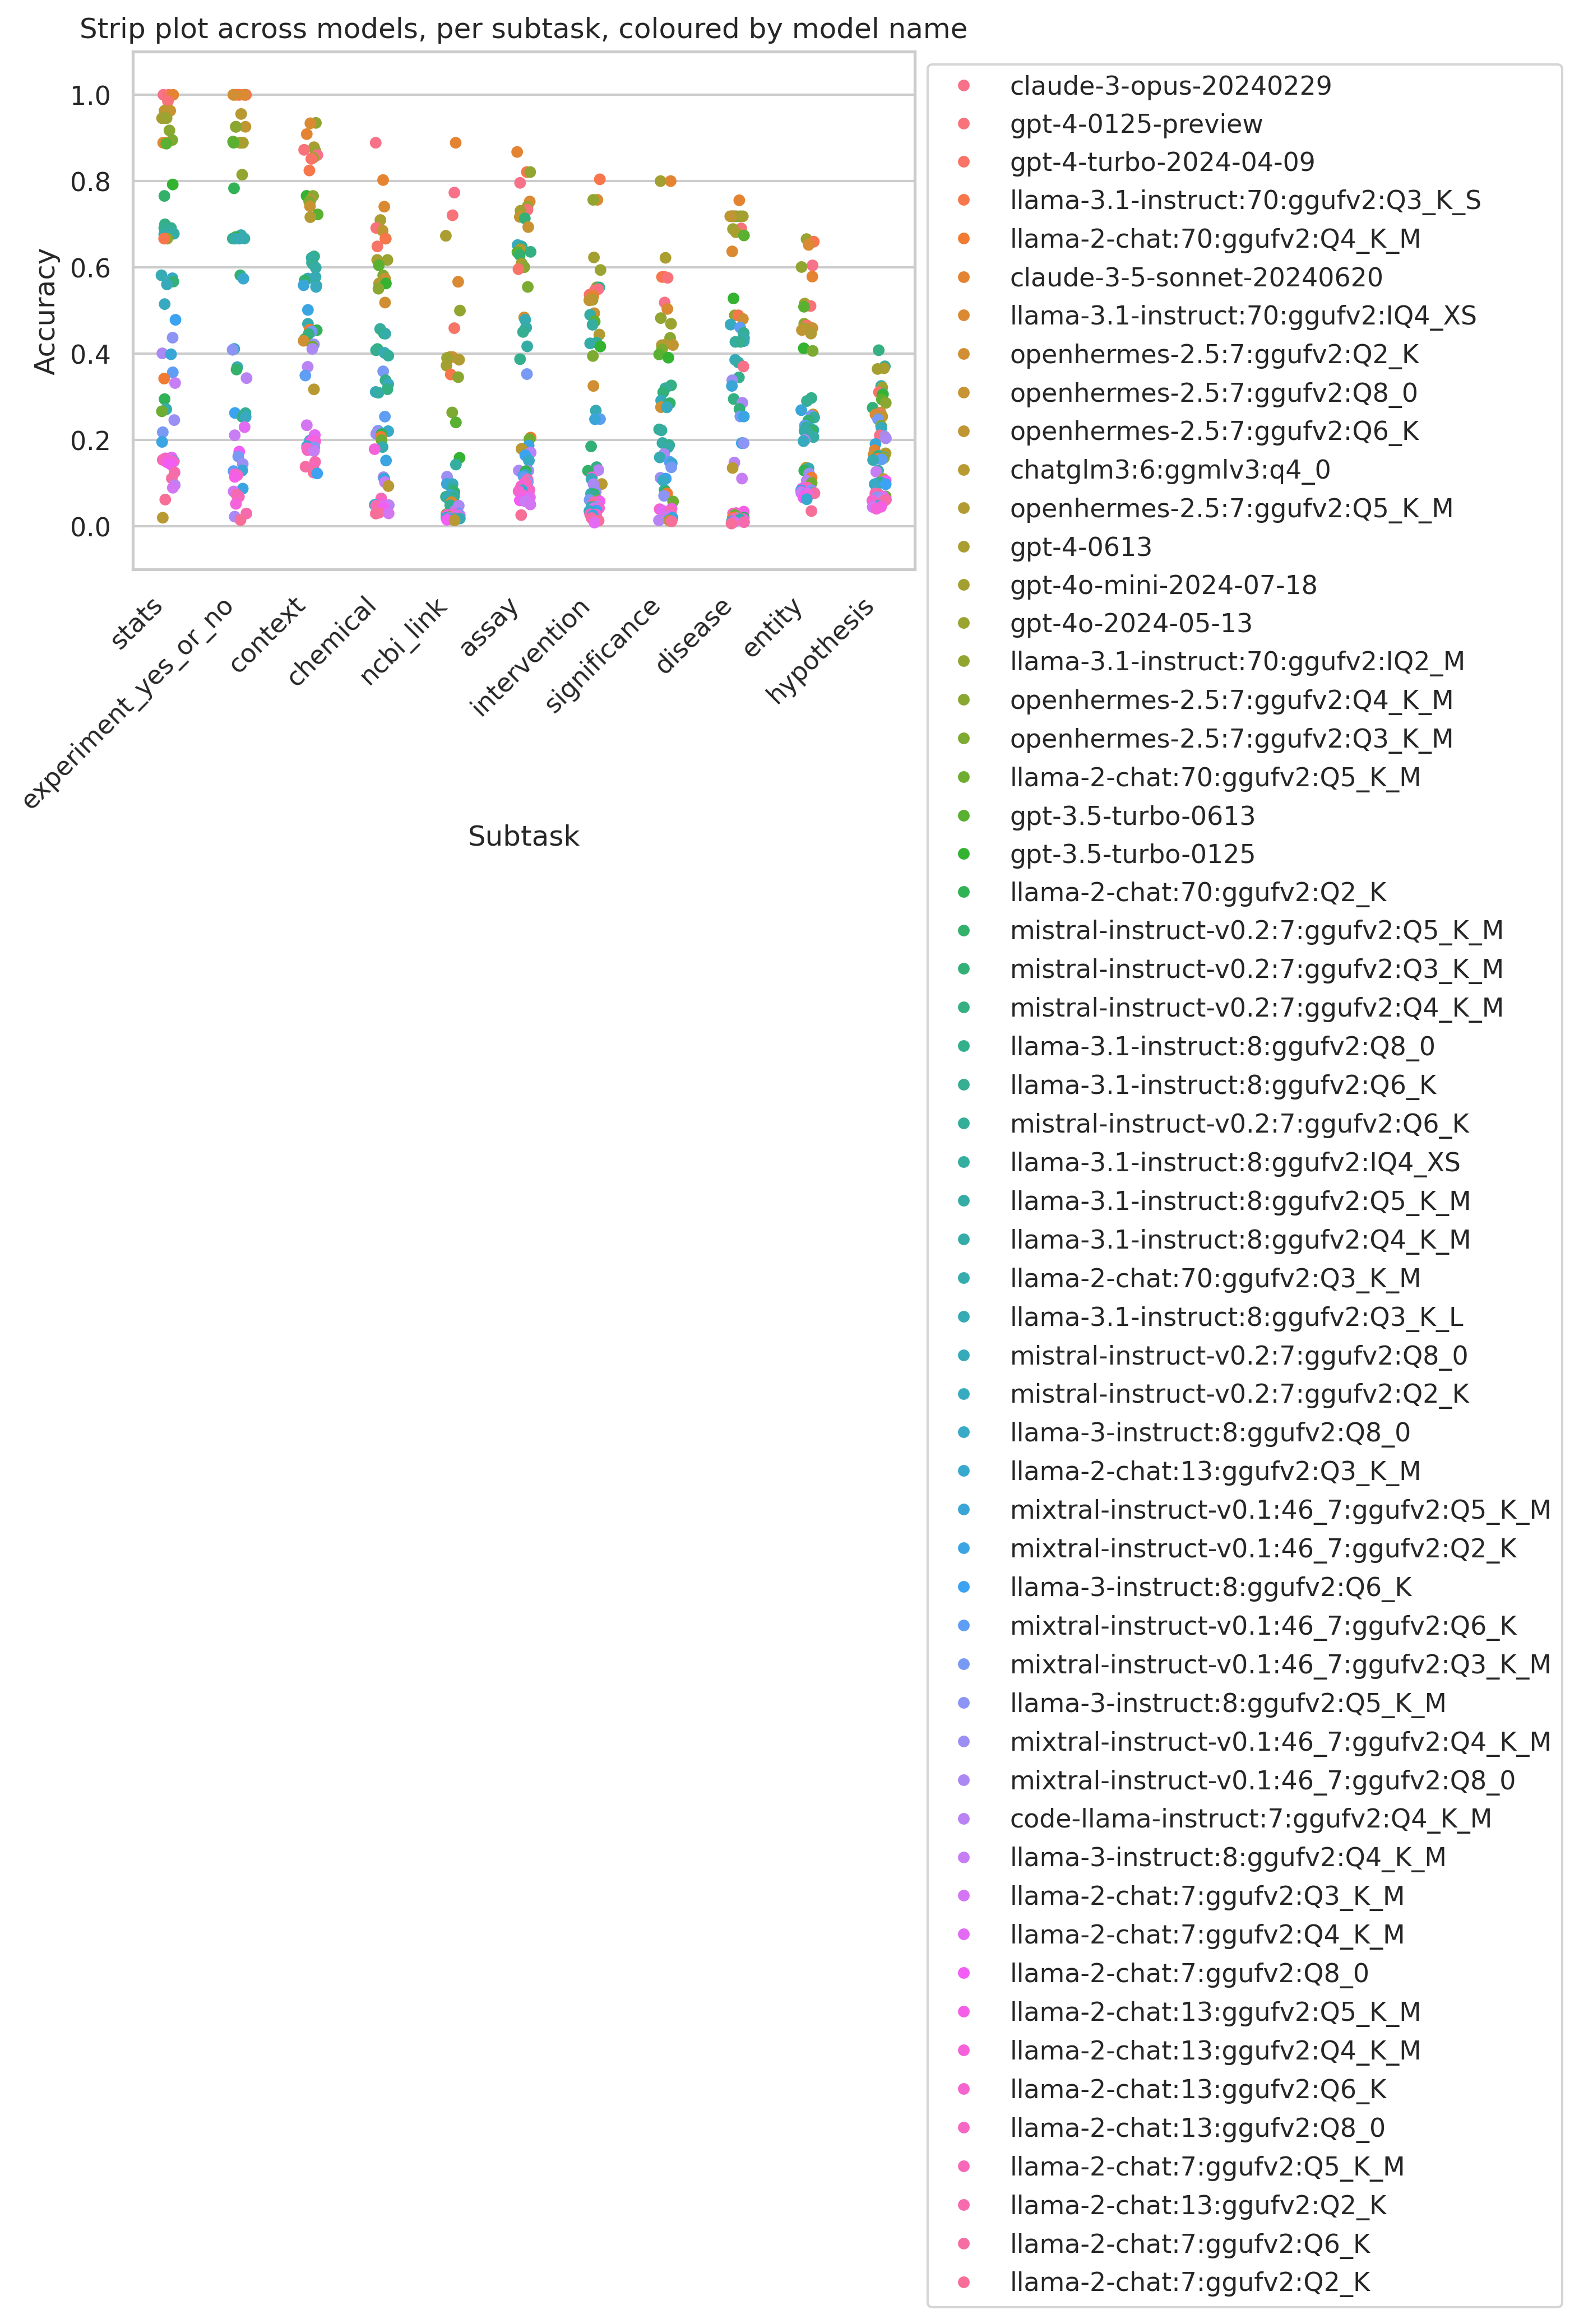 Strip plot across models, per subtask, coloured by model name
Accuracy
1.0
0.8
0.6
0.4
0.2
0.0
stats
experiment_yes_or_no
context
chemical
ncbi_link
assay
intervention
significance
disease
entity
hypothesis
Subtask
claude-3-opus-20240229
gpt-4-0125-preview
gpt-4-turbo-2024-04-09
llama-3.1-instruct:70:ggufv2:Q3_K_S
llama-2-chat:70:ggufv2:Q4_K_M
claude-3-5-sonnet-20240620
llama-3.1-instruct:70:ggufv2:IQ4_XS
openhermes-2.5:7:ggufv2:Q2_K
openhermes-2.5:7:ggufv2:Q8_0
openhermes-2.5:7:ggufv2:Q6_K
chatglm3:6:ggmlv3:q4_0
openhermes-2.5:7:ggufv2:Q5_K_M
gpt-4-0613
gpt-4o-mini-2024-07-18
gpt-4o-2024-05-13
llama-3.1-instruct:70:ggufv2:IQ2_M
openhermes-2.5:7:ggufv2:Q4_K_M
openhermes-2.5:7:ggufv2:Q3_K_M
llama-2-chat:70:ggufv2:Q5_K_M
gpt-3.5-turbo-0613
gpt-3.5-turbo-0125
llama-2-chat:70:ggufv2:Q2_K
mistral-instruct-v0.2:7:ggufv2:Q5_K_M
mistral-instruct-v0.2:7:ggufv2:Q3_K_M
mistral-instruct-v0.2:7:ggufv2:Q4_K_M
llama-3.1-instruct:8:ggufv2:Q8_0
llama-3.1-instruct:8:ggufv2:Q6_K
mistral-instruct-v0.2:7:ggufv2:Q6_K
llama-3.1-instruct:8:ggufv2:IQ4_XS
llama-3.1-instruct:8:ggufv2:Q5_K_M
llama-3.1-instruct:8:ggufv2:Q4_K_M
llama-2-chat:70:ggufv2:Q3_K_M
llama-3.1-instruct:8:ggufv2:Q3_K_L
mistral-instruct-v0.2:7:ggufv2:Q8_0
mistral-instruct-v0.2:7:ggufv2:Q2_K
llama-3-instruct:8:ggufv2:Q8_0
llama-2-chat:13:ggufv2:Q3_K_M
mixtral-instruct-v0.1:46_7:ggufv2:Q5_K_M
mixtral-instruct-v0.1:46_7:ggufv2:Q2_K
llama-3-instruct:8:ggufv2:Q6_K
mixtral-instruct-v0.1:46_7:ggufv2:Q6_K
mixtral-instruct-v0.1:46_7:ggufv2:Q3_K_M
llama-3-instruct:8:ggufv2:Q5_K_M
mixtral-instruct-v0.1:46_7:ggufv2:Q4_K_M
mixtral-instruct-v0.1:46_7:ggufv2:Q8_0
code-llama-instruct:7:ggufv2:Q4_K_M
llama-3-instruct:8:ggufv2:Q4_K_M
llama-2-chat:7:ggufv2:Q3_K_M
llama-2-chat:7:ggufv2:Q4_K_M
llama-2-chat:7:ggufv2:Q8_0
llama-2-chat:13:ggufv2:Q5_K_M
llama-2-chat:13:ggufv2:Q4_K_M
llama-2-chat:13:ggufv2:Q6_K
llama-2-chat:13:ggufv2:Q8_0
llama-2-chat:7:ggufv2:Q5_K_M
llama-2-chat:13:ggufv2:Q2_K
llama-2-chat:7:ggufv2:Q6_K
llama-2-chat:7:ggufv2:Q2_K